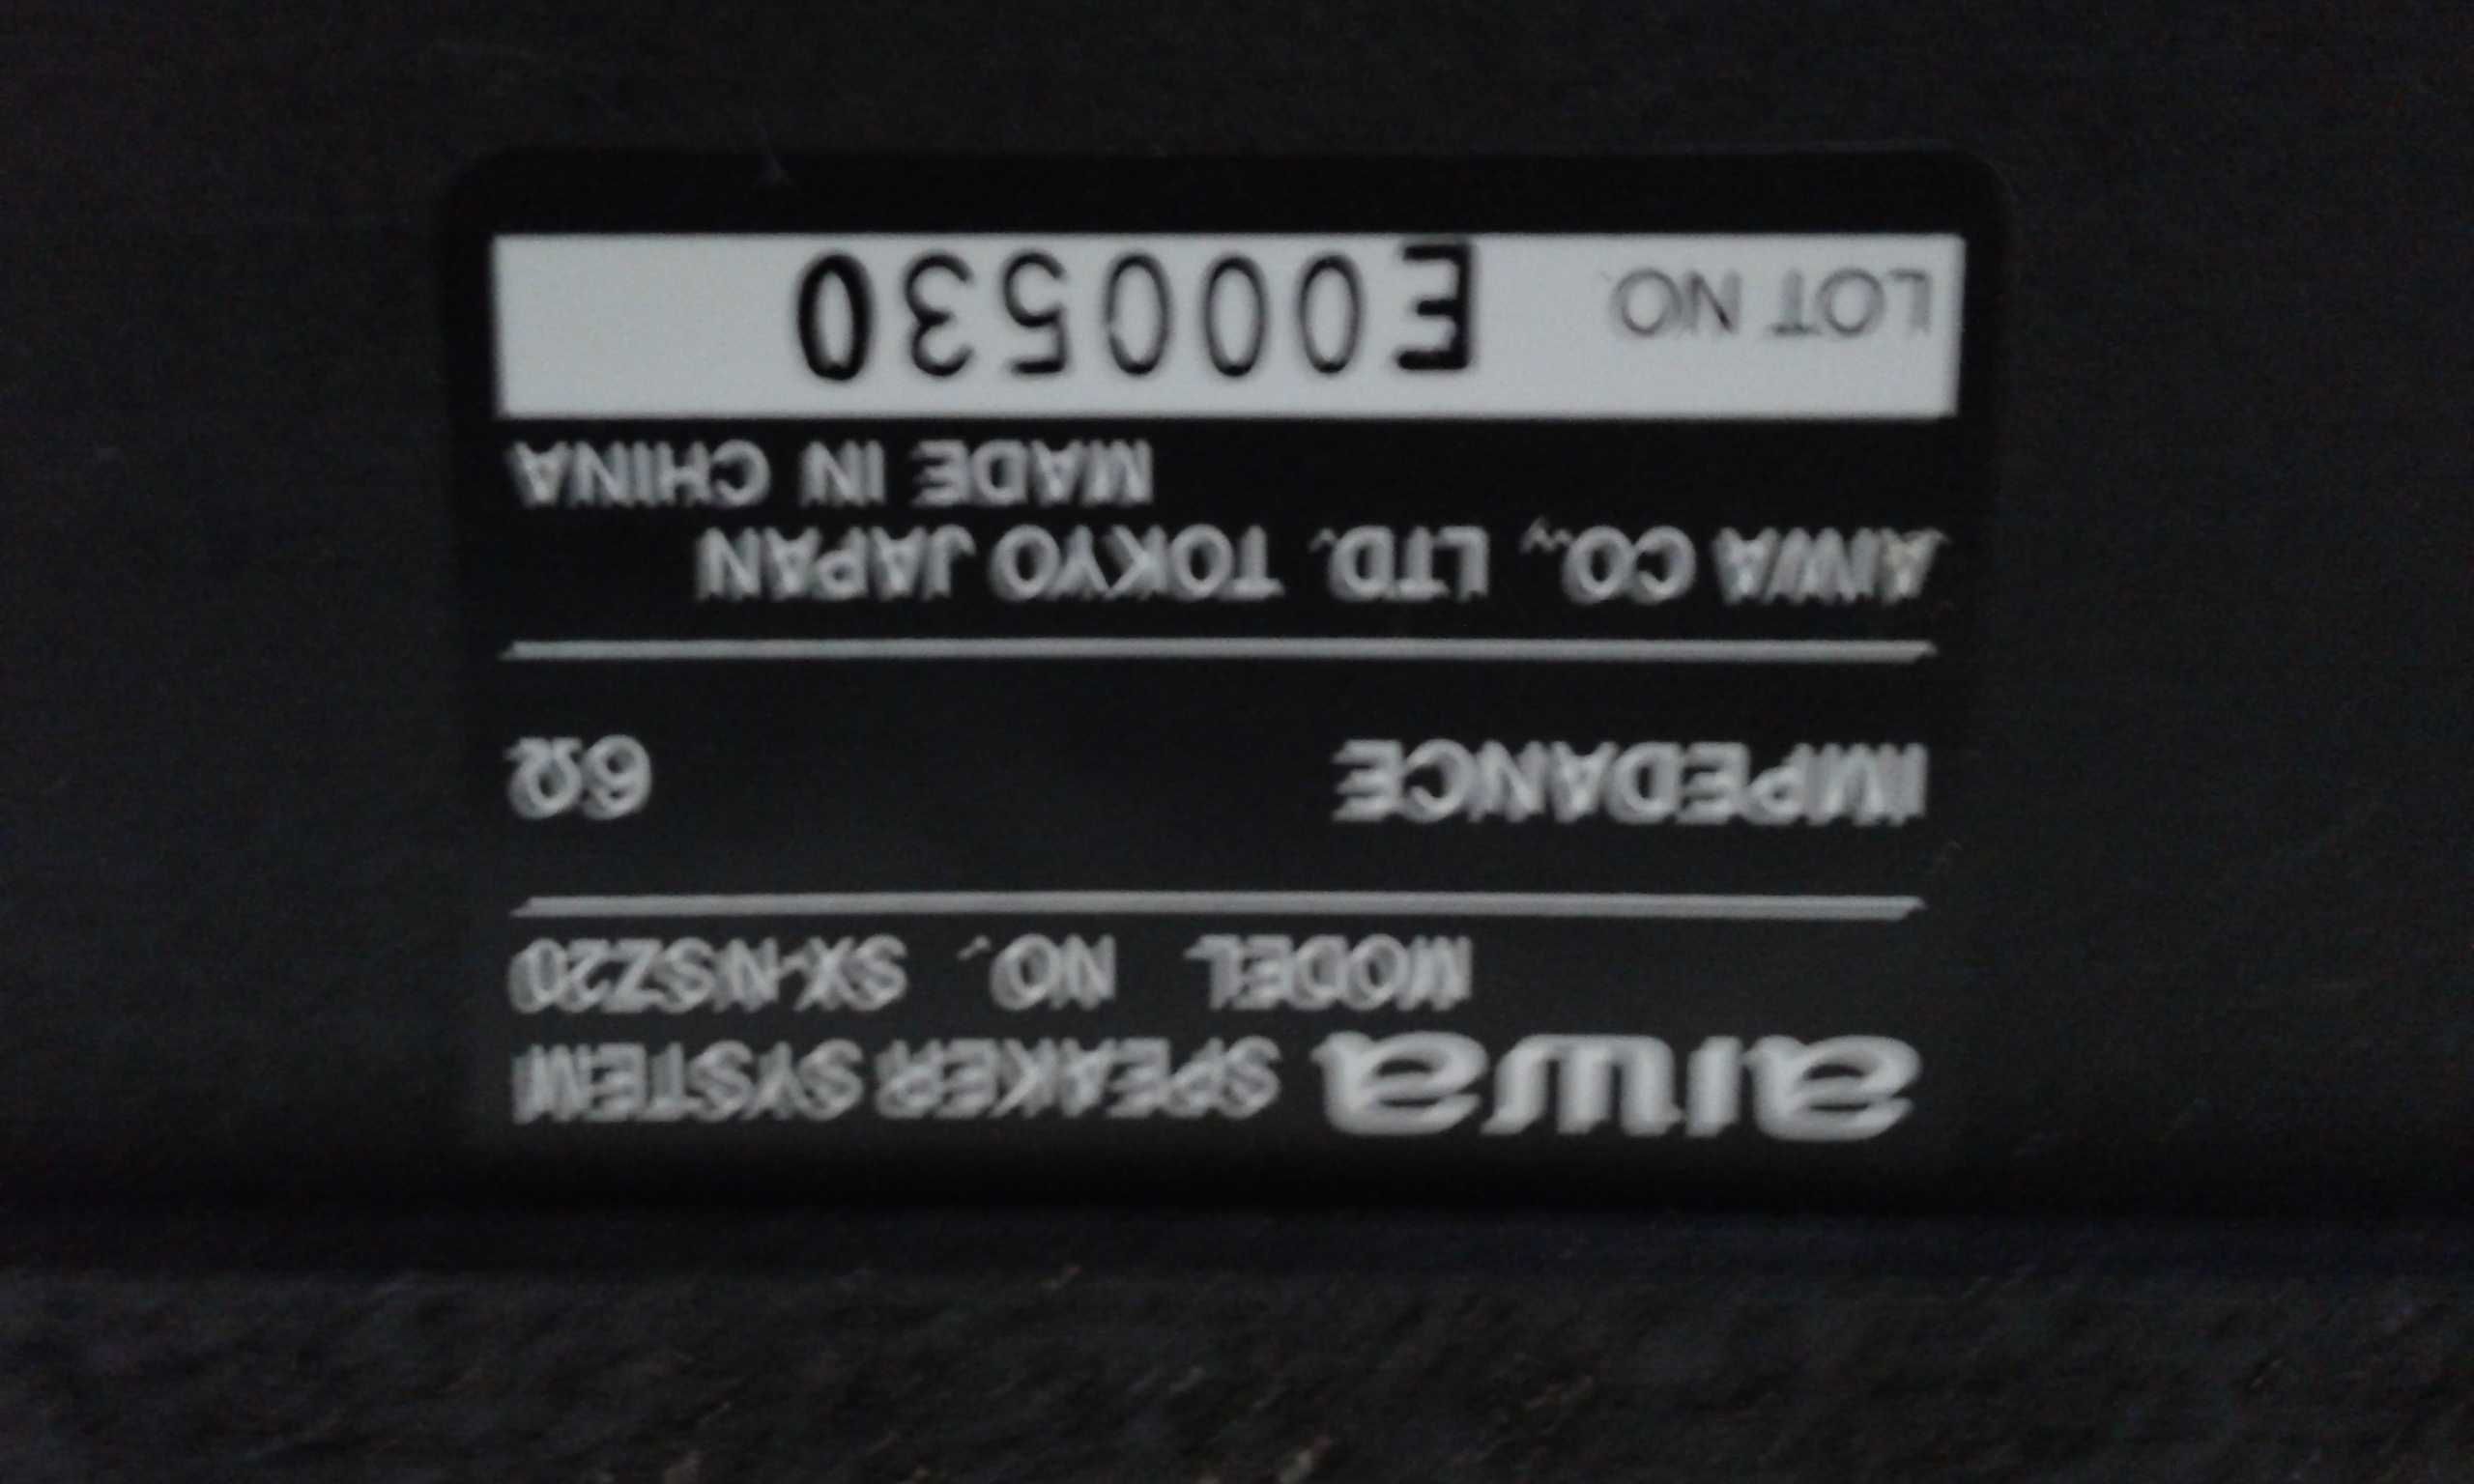 aiwa SPEAKER SYSTEM
MODEL NO. SX-NSZ20
IMPEDANCE 6Ω
AIWA CO., LTD. TOKYO JAPAN
MADE IN CHINA
LOT NO. E000530